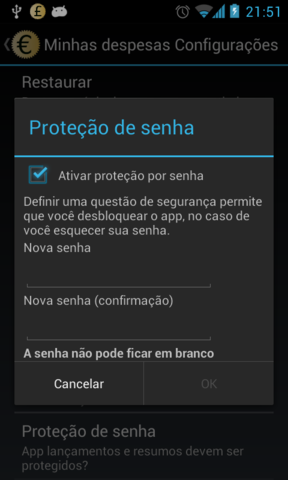 21:51
Minhas despesas Configurações
Restaurar
Proteção de senha
Ativar proteção por senha
Definir uma questão de segurança permite
que você desbloquear o app, no caso de
você esquecer sua senha.
Nova senha
Nova senha (confirmação)
A senha não pode ficar em branco
Cancelar
OK
Proteção de senha
App lançamentos e resumos devem ser
protegidos?